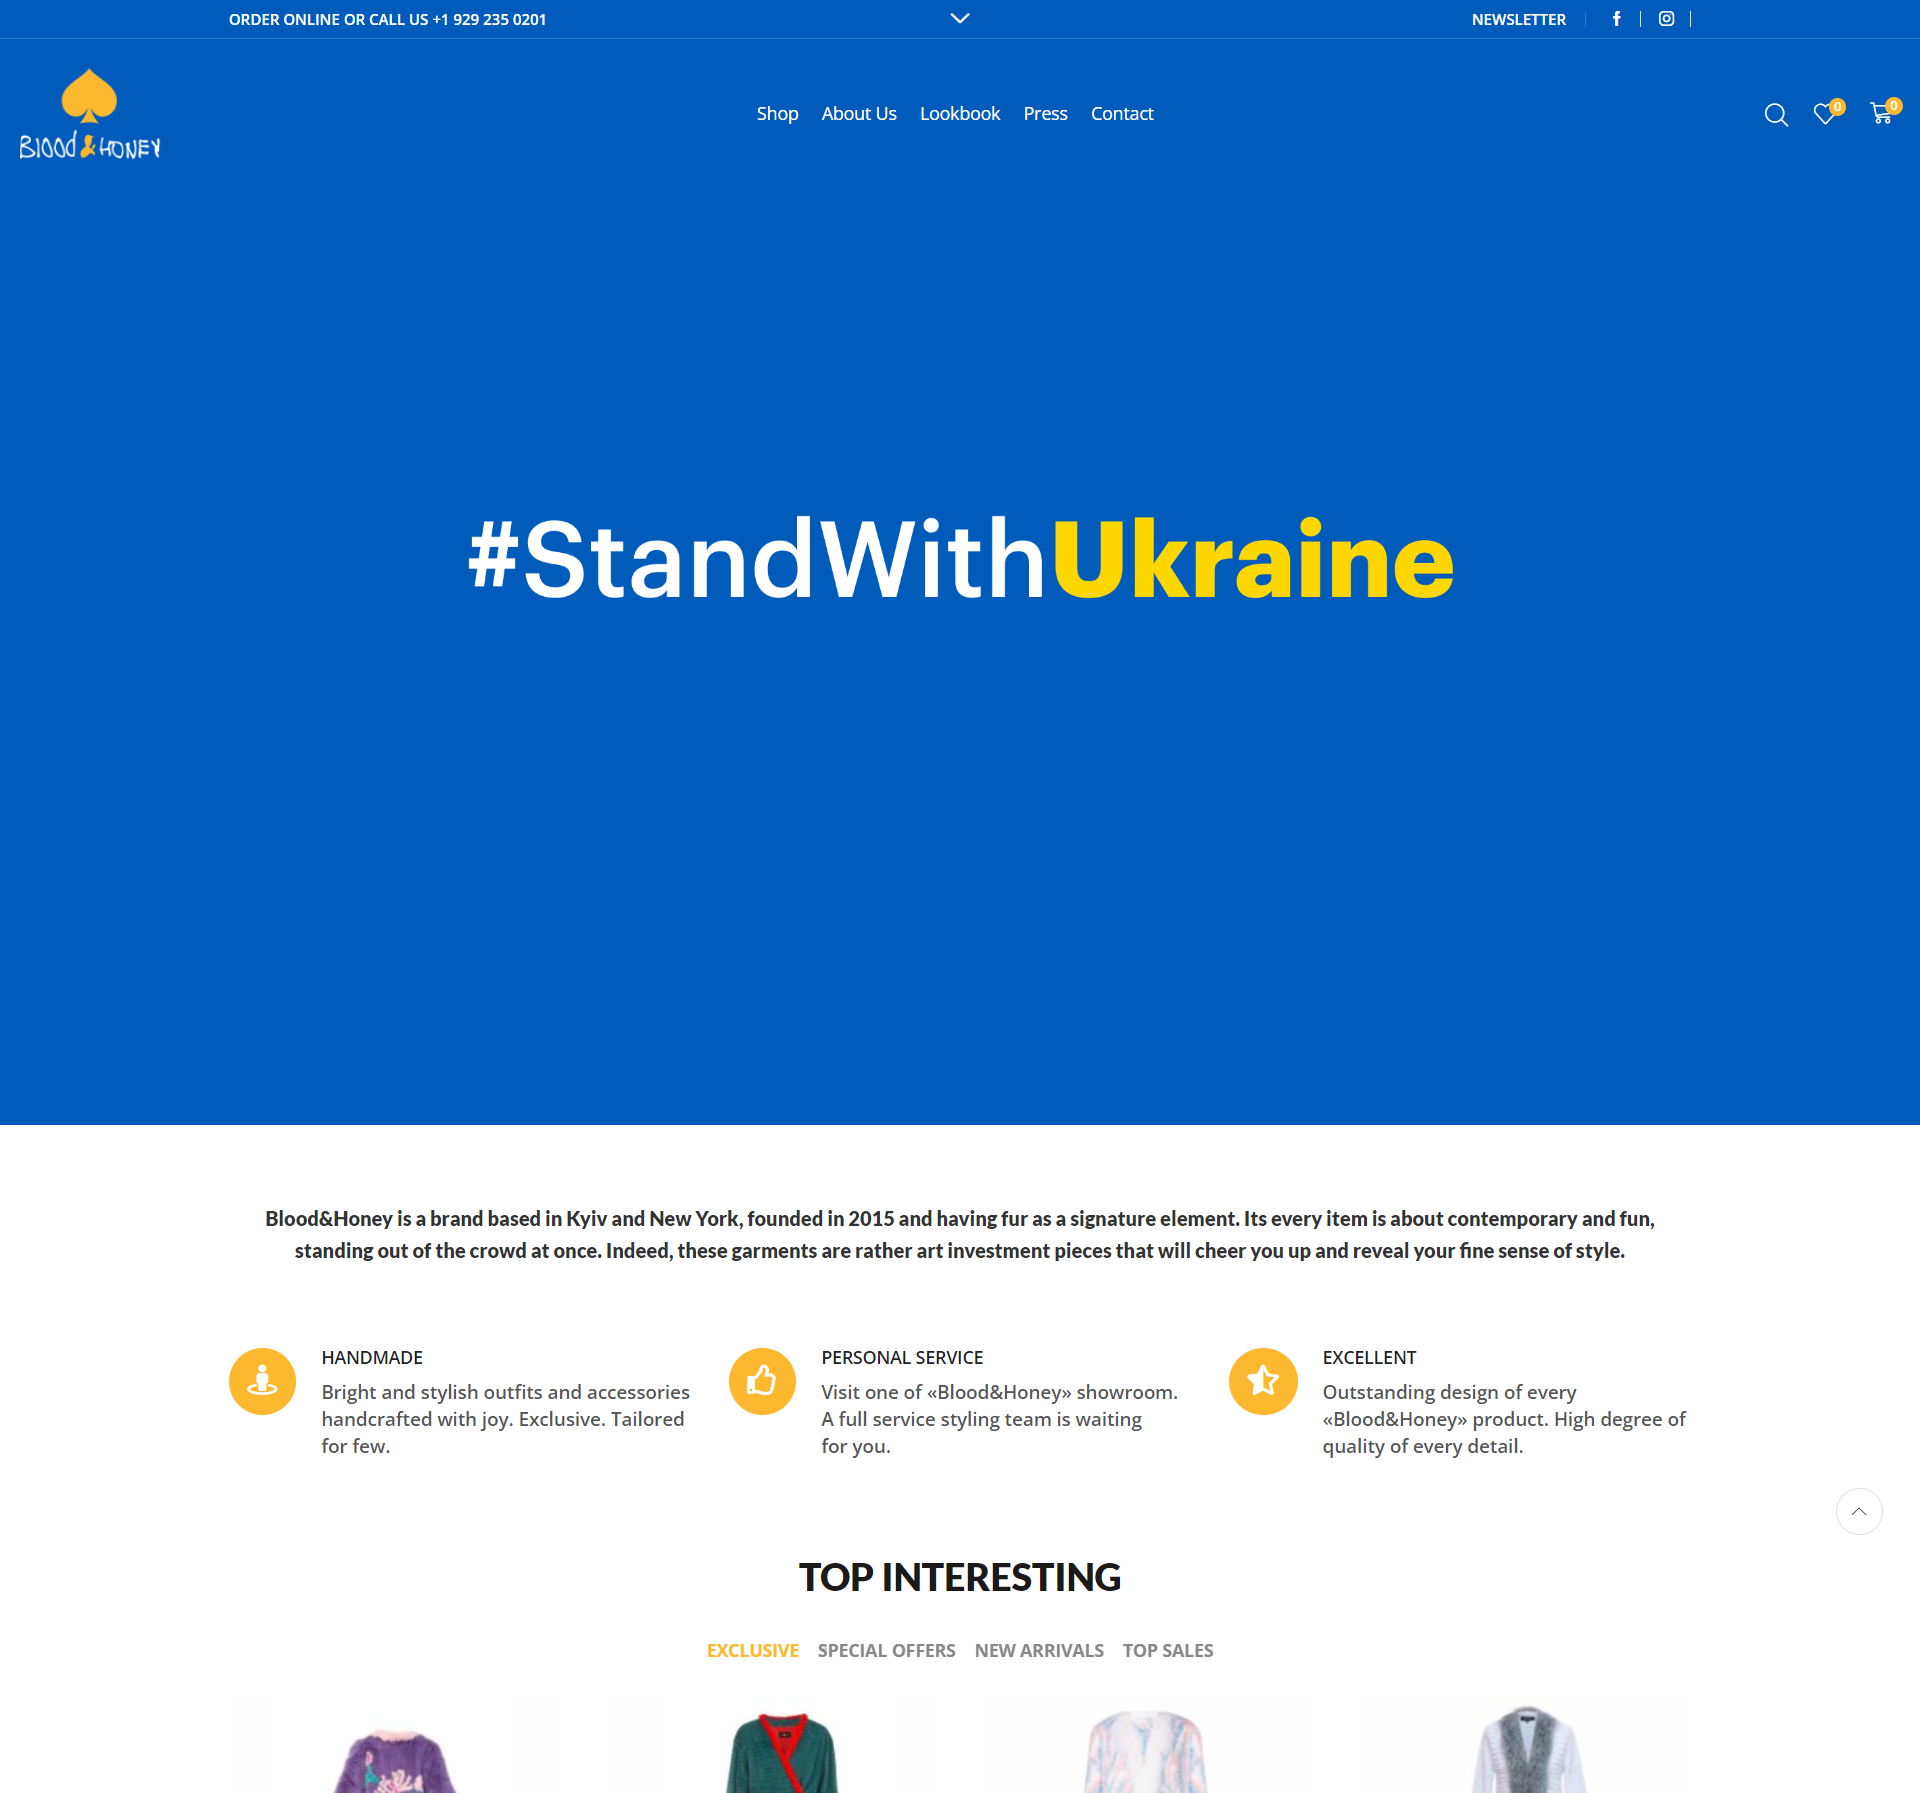 ORDER ONLINE OR CALL US +1 929 235 0201
NEWSLETTER
Blood & HONEY
Shop About Us Lookbook Press Contact
0
0
#StandWithUkraine
Blood&Honey is a brand based in Kyiv and New York, founded in 2015 and having fur as a signature element. Its every item is about contemporary and fun,
standing out of the crowd at once. Indeed, these garments are rather art investment pieces that will cheer you up and reveal your fine sense of style.
HANDMADE
Bright and stylish outfits and accessories
handcrafted with joy. Exclusive. Tailored
for few.
PERSONAL SERVICE
Visit one of «Blood&Honey» showroom.
A full service styling team is waiting
for you.
EXCELLENT
Outstanding design of every
«Blood&Honey» product. High degree of
quality of every detail.
TOP INTERESTING
EXCLUSIVE SPECIAL OFFERS NEW ARRIVALS TOP SALES